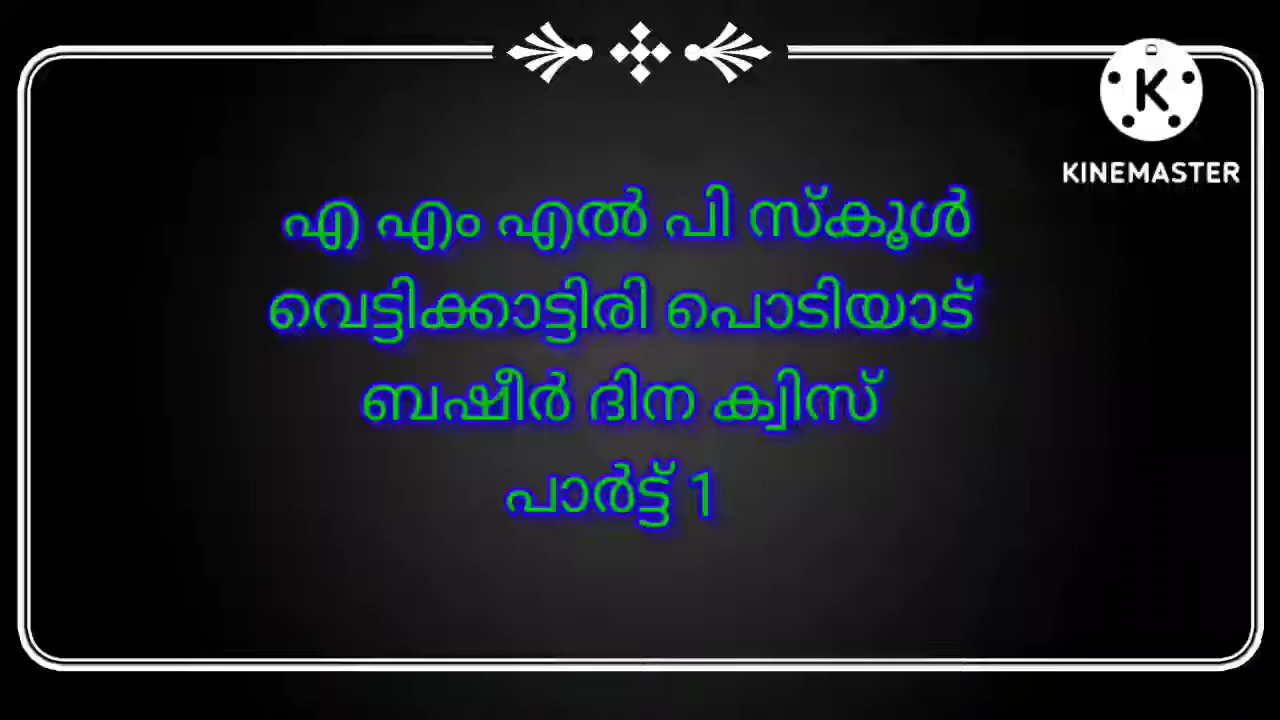 K
KINEMASTER
എ എം എൽ പി സ്കൂൾ
വെട്ടിക്കാട്ടിരി പൊടിയാട്
ബഷീർ ദിന ക്വിസ്
പാർട്ട് 1